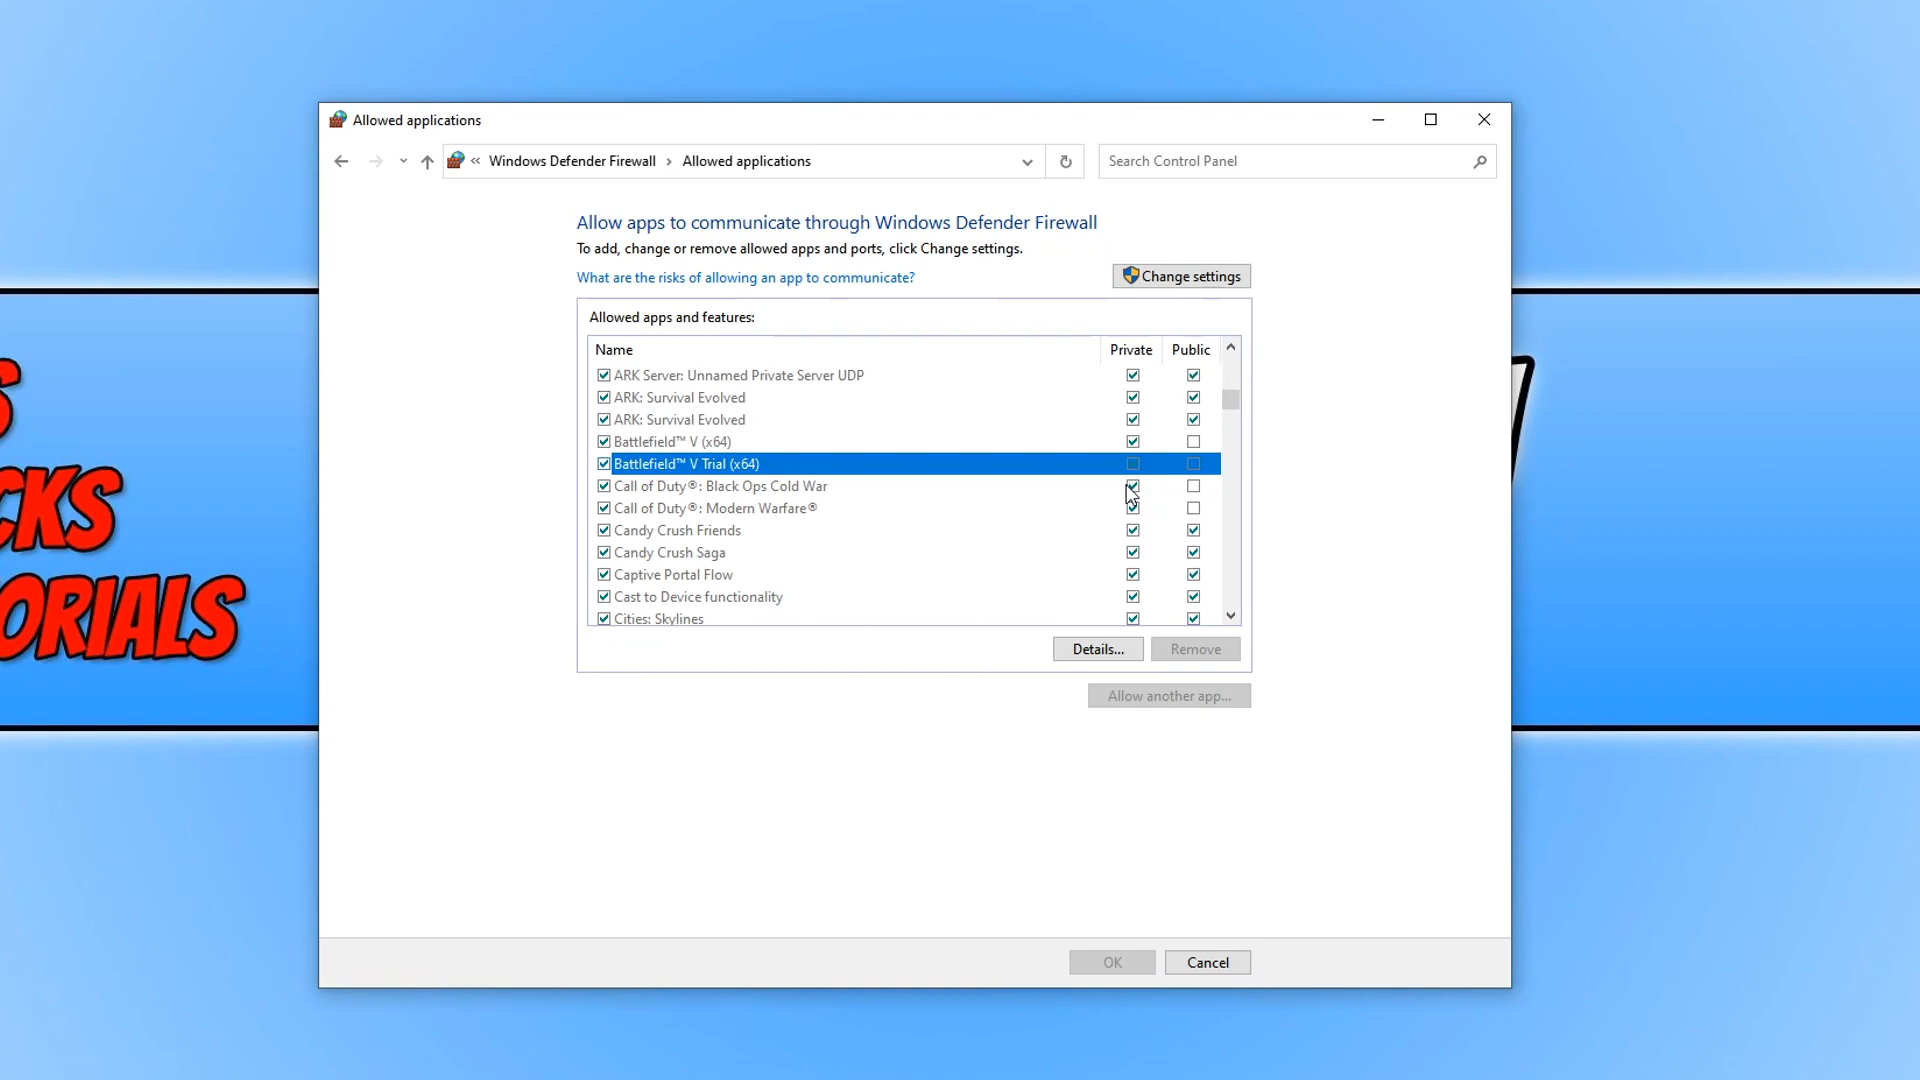 Allowed applications
« Windows Defender Firewall › Allowed applications
Search Control Panel
Allow apps to communicate through Windows Defender Firewall
To add, change or remove allowed apps and ports, click Change settings.
What are the risks of allowing an app to communicate?
Change settings
Allowed apps and features:
Name Private Public
ARK Server: Unnamed Private Server UDP
ARK: Survival Evolved
ARK: Survival Evolved
Battlefield™ V (x64)
Battlefield™ V Trial (x64)
Call of Duty®: Black Ops Cold War
Call of Duty®: Modern Warfare®
Candy Crush Friends
Candy Crush Saga
Captive Portal Flow
Cast to Device functionality
Cities: Skylines
Details... Remove
Allow another app...
OK Cancel
S
CKS
ORIALS